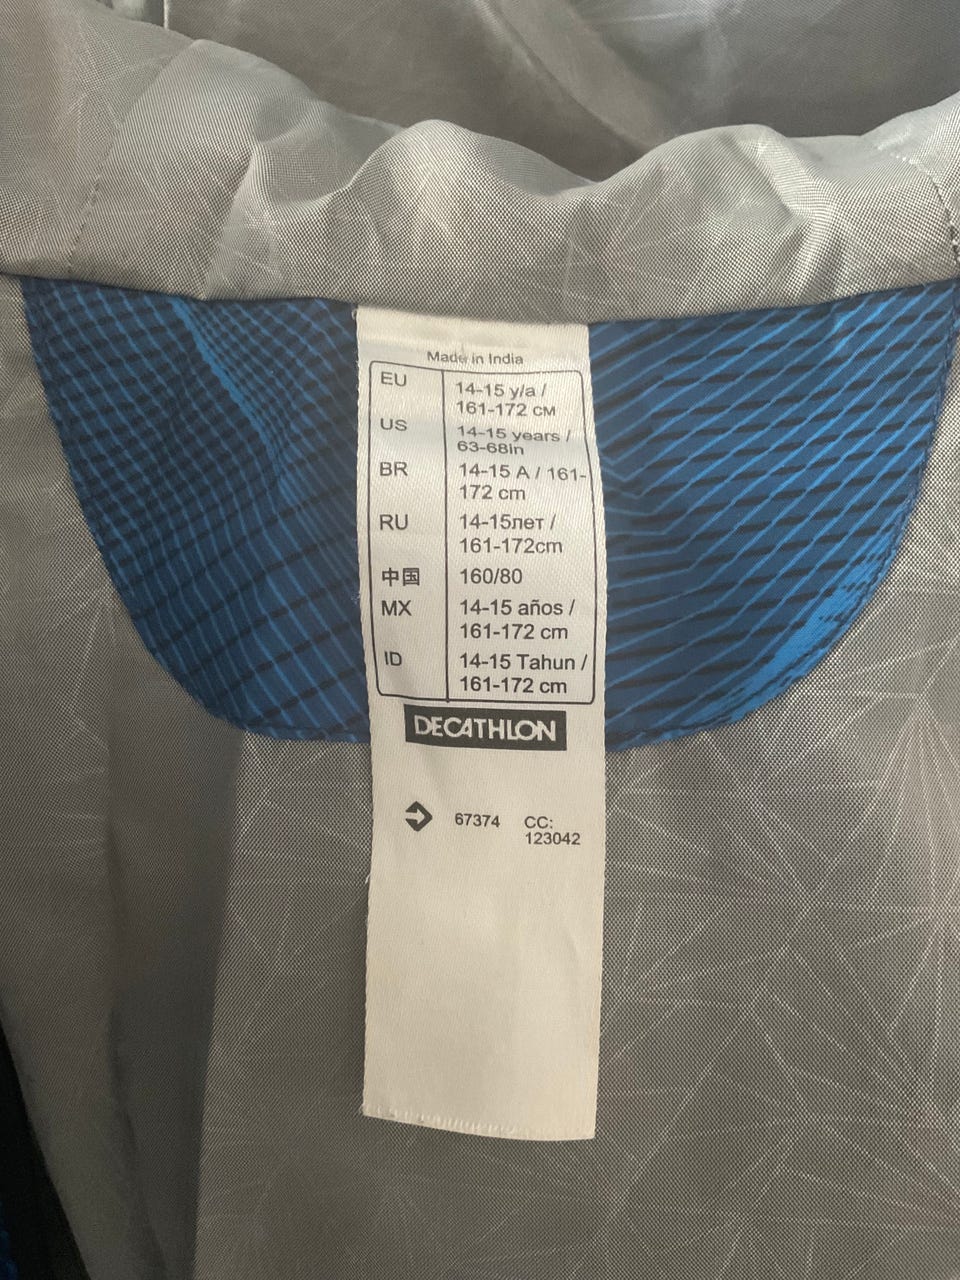 Made in India
EU 14-15 y/a /
161-172 см
US 14-15 years /
63-68in
BR 14-15 A / 161-
172 cm
RU 14-15лет /
161-172cm
中国 160/80
MX 14-15 años /
161-172 cm
ID 14-15 Tahun /
161-172 cm
DECATHLON
67374 CC:
123042